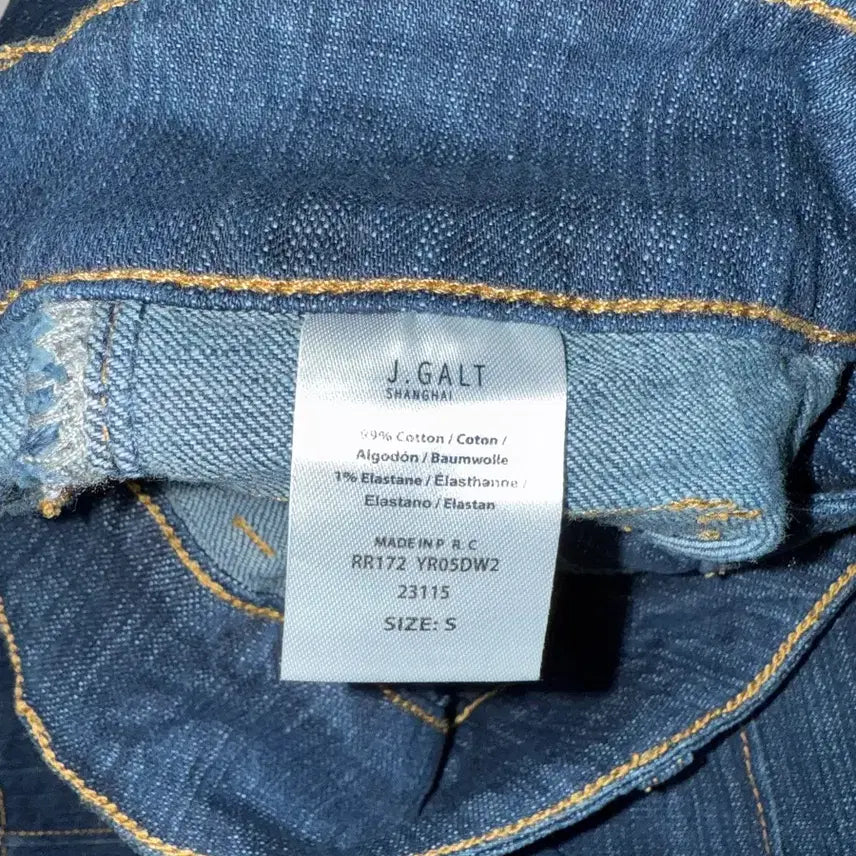 J.GALT
SHANGHAI
99% Cotton / Coton /
Algodón / Baumwolle
1% Elastane / Élasthanne /
Elastano / Elastan
MADE IN P. R. C
RR172 YR05DW2
23115
SIZE: S